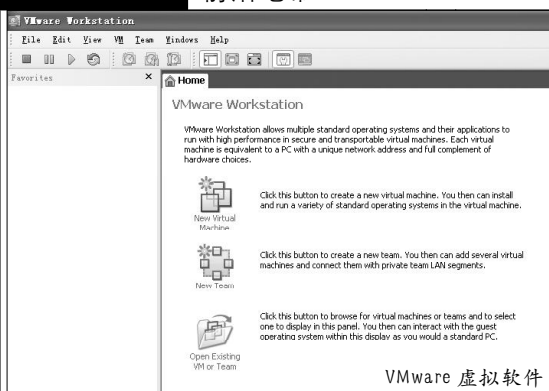 VMware Workstation
File Edit View VM Team Windows Help
Favorites ×
Home
VMware Workstation
VMware Workstation allows multiple standard operating systems and their applications to
run with high performance in secure and transportable virtual machines. Each virtual
machine is equivalent to a PC with a unique network address and full complement of
hardware choices.
New Virtual
Machine
Click this button to create a new virtual machine. You then can install
and run a variety of standard operating systems in the virtual machine.
New Team
Click this button to create a new team. You then can add several virtual
machines and connect them with private team LAN segments.
Open Existing
VM or Team
Click this button to browse for virtual machines or teams and to select
one to display in this panel. You then can interact with the guest
operating system within this display as you would a standard PC.
VMware 虚拟软件